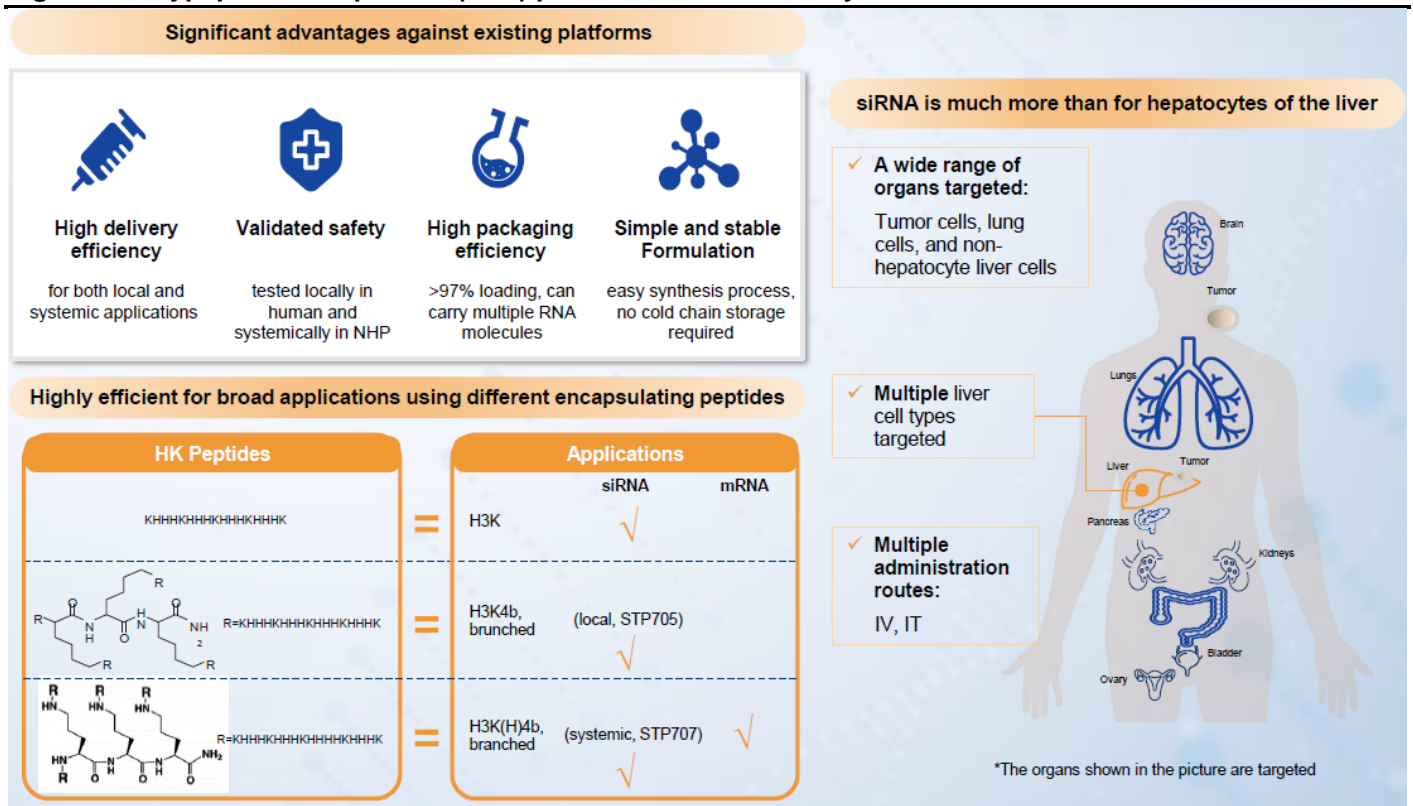 Significant advantages against existing platforms
High delivery
efficiency
for both local and
systemic applications
Validated safety
tested locally in
human and
systemically in NHP
High packaging
efficiency
>97% loading, can
carry multiple RNA
molecules
Simple and stable
Formulation
easy synthesis process,
no cold chain storage
required
Highly efficient for broad applications using different encapsulating peptides
HK Peptides
Applications
siRNA mRNA
KHHHKHHHKHHHKHHHK
=
H3K
√
R
O
H
N
R
O
N
H
O
NH
2
R
R
R=KHHHKHHHKHHHKHHHK
=
H3K4b,
brunched
(local, STP705)
√
R
HN
R
HN
R
HN
HN
R
O
N
H
O
N
H
O
NH2
R=KHHHKHHHKHHHHKHHHK
=
H3K(H)4b,
branched
(systemic, STP707)
√
√
siRNA is much more than for hepatocytes of the liver
✓ A wide range of
organs targeted:
Tumor cells, lung
cells, and non-
hepatocyte liver cells
✓ Multiple liver
cell types
targeted
✓ Multiple
administration
routes:
IV, IT
Brain
Tumor
Lungs
Liver
Tumor
Pancreas
Kidneys
Bladder
Ovary
*The organs shown in the picture are targeted